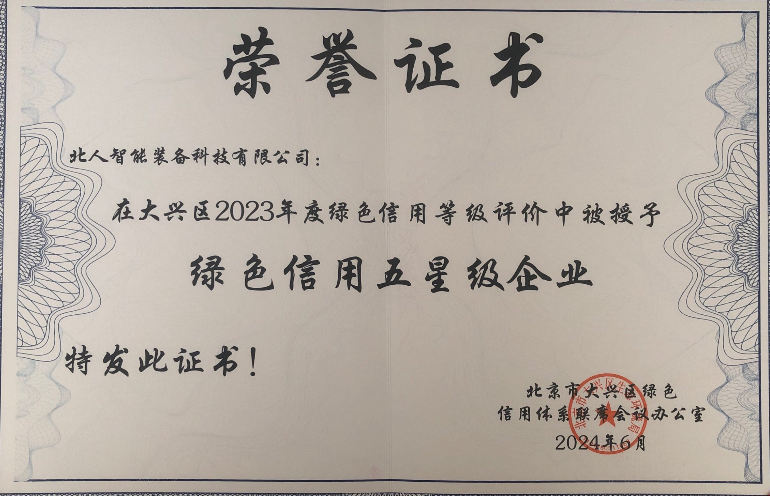 荣誉证书
北人智能装备科技有限公司：
在大兴区2023年度绿色信用等级评价中被授予
绿色信用五星级企业
特发此证书！
北京市大兴区绿色
信用体系联席会议办公室
2024年6月